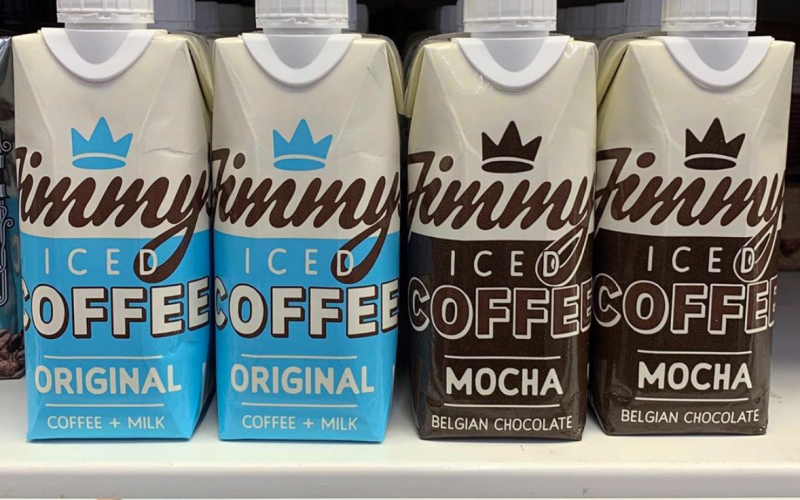 Jimmy's
ICED
COFFEE
ORIGINAL
COFFEE + MILK
Jimmy's
ICED
COFFEE
ORIGINAL
COFFEE + MILK
Jimmy's
ICED
COFFEE
MOCHA
BELGIAN CHOCOLATE
Jimmy's
ICED
COFFEE
MOCHA
BELGIAN CHOCOLATE